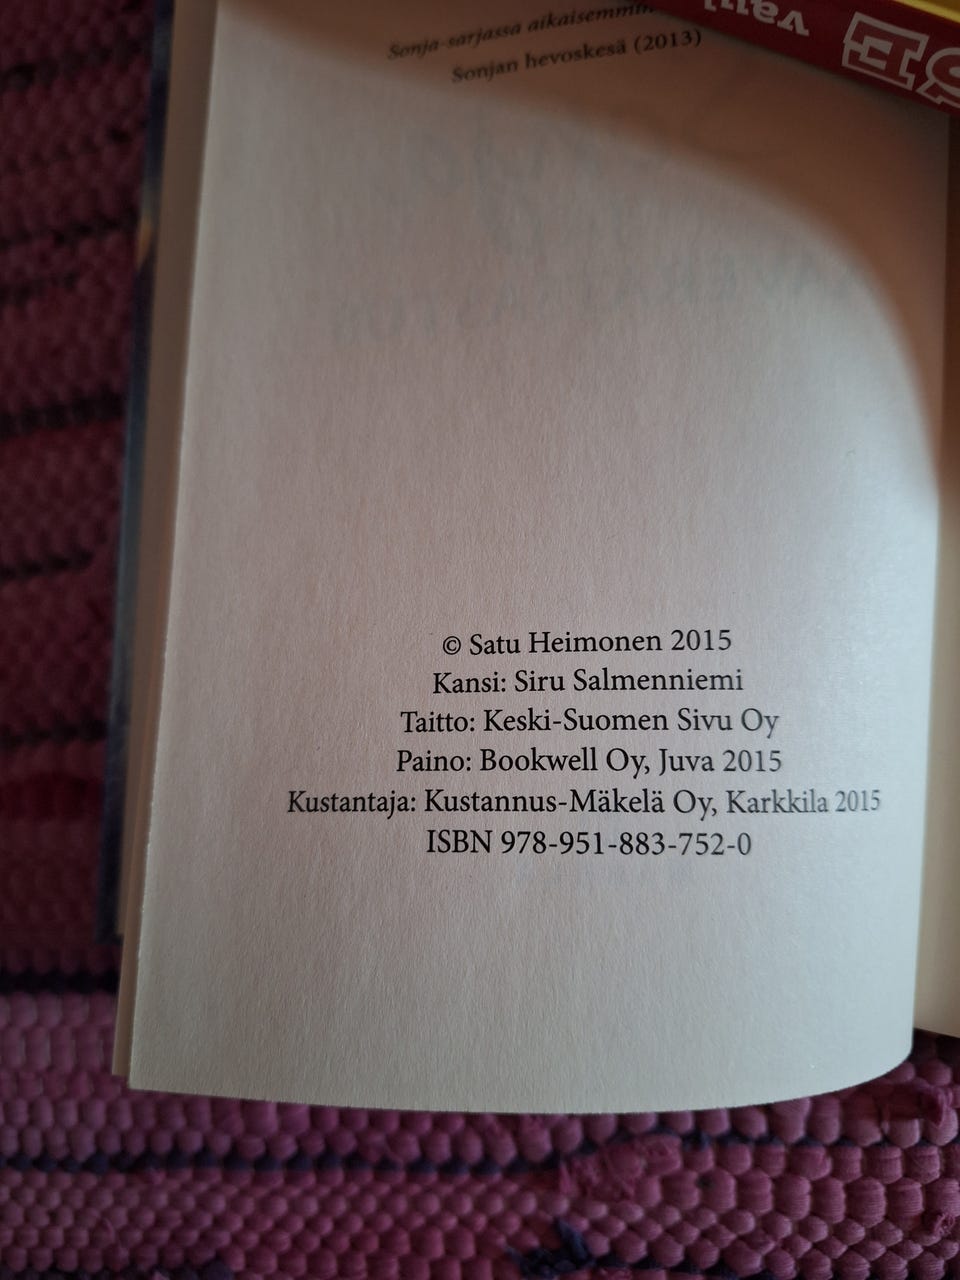 Sonja-sarjassa aikaisemmin
Sonjan hevoskesä (2013)
© Satu Heimonen 2015
Kansi: Siru Salmenniemi
Taitto: Keski-Suomen Sivu Oy
Paino: Bookwell Oy, Juva 2015
Kustantaja: Kustannus-Mäkelä Oy, Karkkila 2015
ISBN 978-951-883-752-0